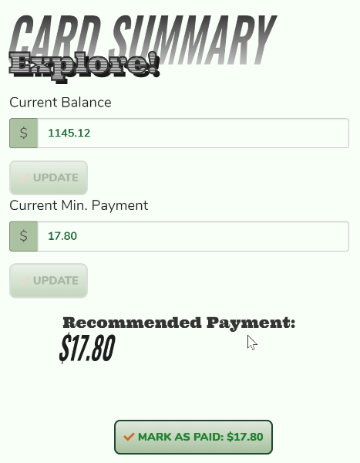 CARD SUMMARY
Explore!
Current Balance
$ 1145.12
UPDATE
Current Min. Payment
$ 17.80
UPDATE
Recommended Payment:
$17.80
MARK AS PAID: $17.80